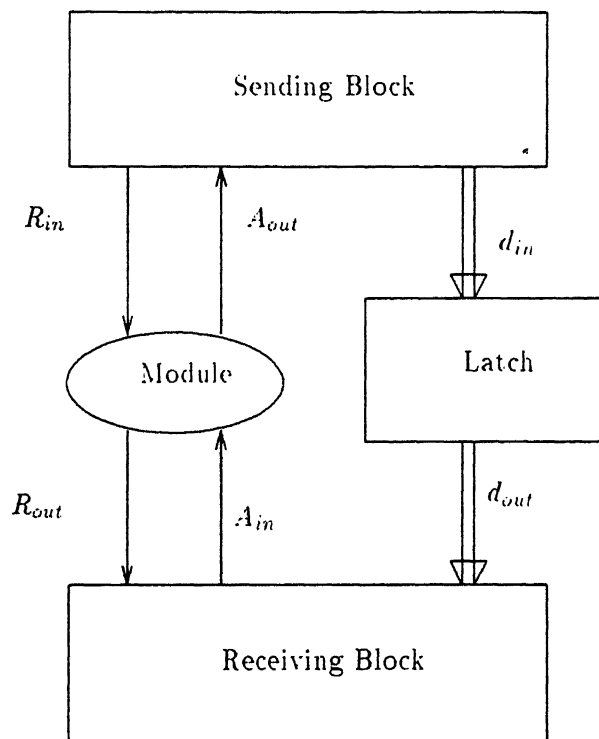 Sending Block
R_in
A_out
d_in
Module
Latch
R_out
A_in
d_out
Receiving Block